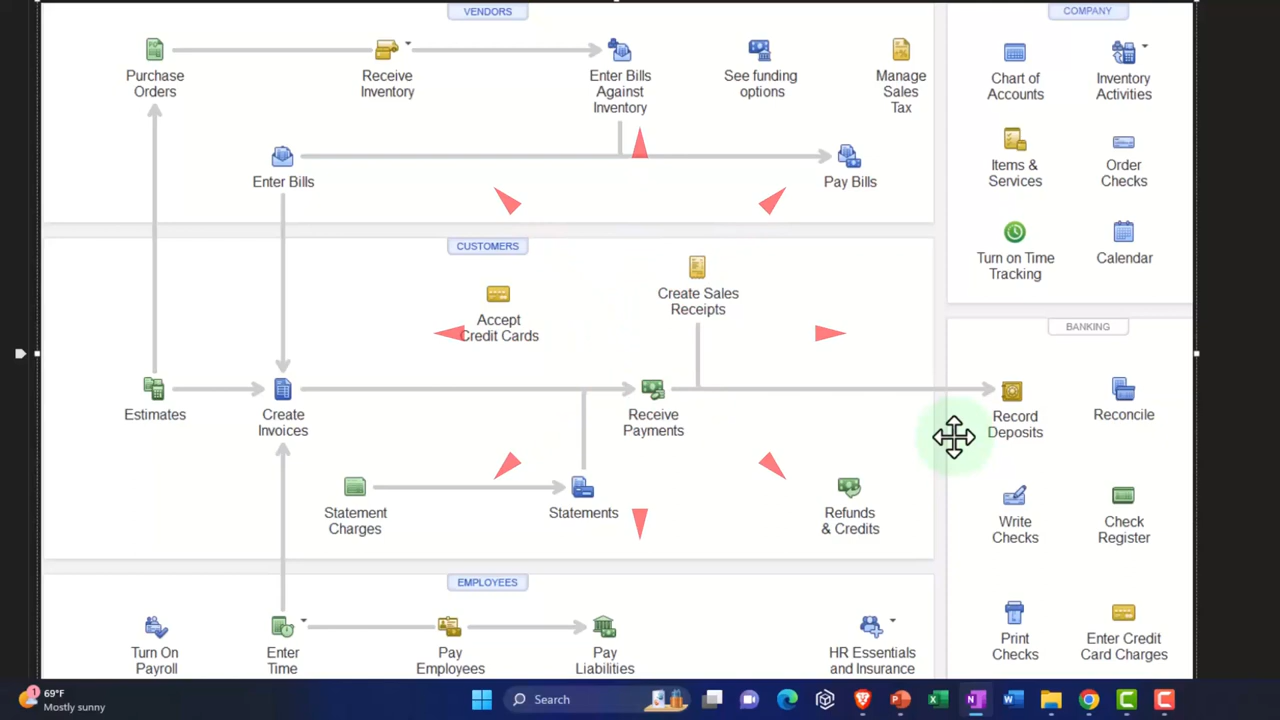 VENDORS
COMPANY
Purchase
Orders
Receive
Inventory
Enter Bills
Against
Inventory
See funding
options
Manage
Sales
Tax
Chart of
Accounts
Inventory
Activities
Enter Bills
Pay Bills
Items &
Services
Order
Checks
CUSTOMERS
Turn on Time
Tracking
Calendar
Accept
Credit Cards
Create Sales
Receipts
BANKING
Estimates
Create
Invoices
Receive
Payments
Record
Deposits
Reconcile
Statement
Charges
Statements
Refunds
& Credits
Write
Checks
Check
Register
EMPLOYEES
Turn On
Payroll
Enter
Time
Pay
Employees
Pay
Liabilities
HR Essentials
and Insurance
Print
Checks
Enter Credit
Card Charges
1
69°F
Mostly sunny
Search